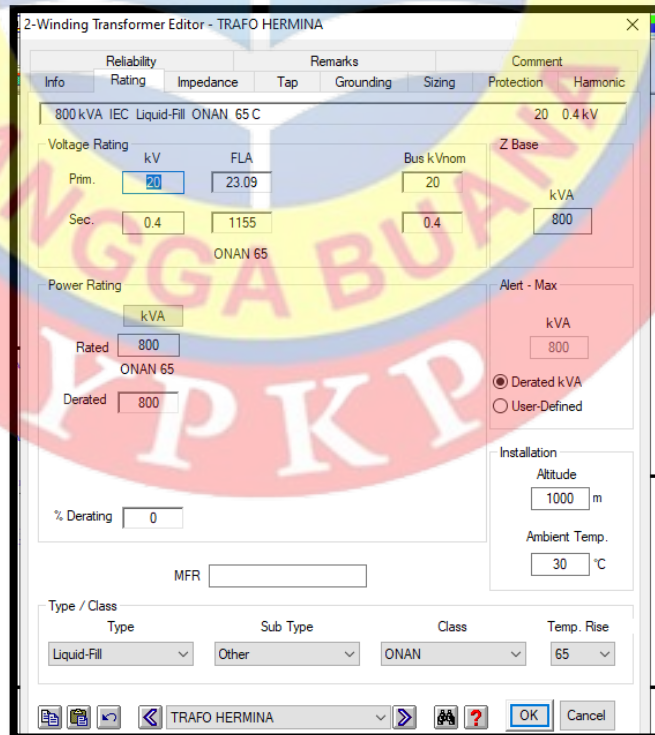 2-Winding Transformer Editor - TRAFO HERMINA
Reliability Remarks Comment
Info Rating Impedance Tap Grounding Sizing Protection Harmonic
800 kVA IEC Liquid-Fill ONAN 65 C 20 0.4 kV
Voltage Rating Z Base
kV FLA Bus kVnom
Prim. 20 23.09 20
kVA
Sec. 0.4 1155 0.4 800
ONAN 65
ANGGA BUANA
YPKP
Power Rating Alert - Max
kVA kVA
Rated 800 800
ONAN 65
Derated kVA
Derated 800
User-Defined
Installation
Altitude
1000 m
% Derating 0
Ambient Temp.
30 °C
MFR
Type / Class
Type Sub Type Class Temp. Rise
Liquid-Fill Other ONAN 65
TRAFO HERMINA ? OK Cancel